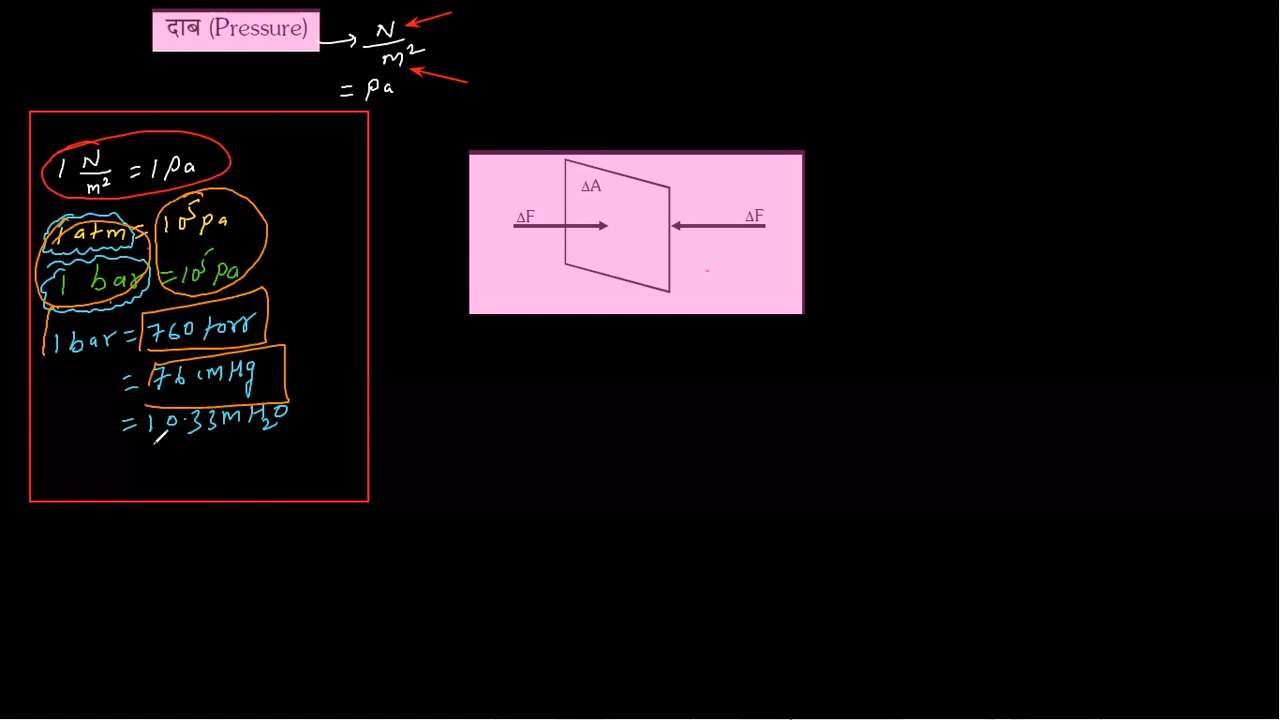 दाब (Pressure) → N/m²
= Pa
1 N/m² = 1 Pa
1 atm = 10⁵ Pa
1 bar = 10⁵ Pa
1 bar = 760 torr
= 76 cmHg
= 10.33 m H₂O
ΔA
ΔF ΔF